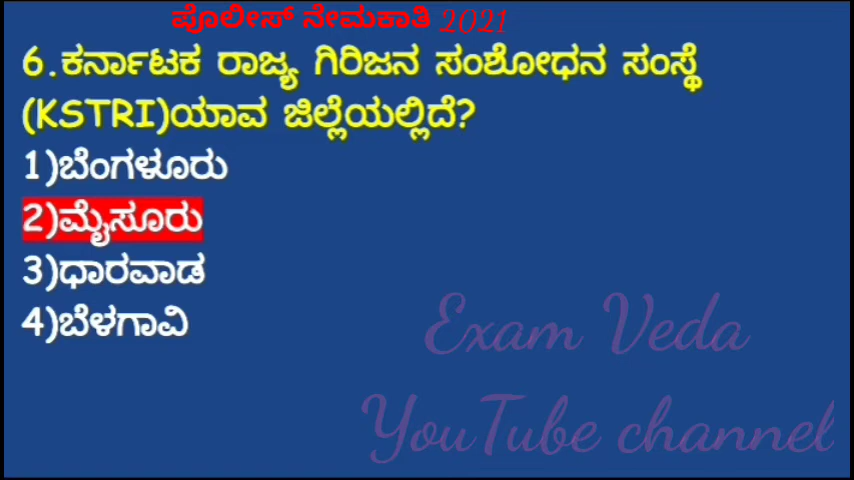 ಪೊಲೀಸ್ ನೇಮಕಾತಿ 2021
6.ಕರ್ನಾಟಕ ರಾಜ್ಯ ಗಿರಿಜನ ಸಂಶೋಧನ ಸಂಸ್ಥೆ
(KSTRI)ಯಾವ ಜಿಲ್ಲೆಯಲ್ಲಿದೆ?
1)ಬೆಂಗಳೂರು
2)ಮೈಸೂರು
3)ಧಾರವಾಡ
4)ಬೆಳಗಾವಿ
Exam Veda
YouTube channel